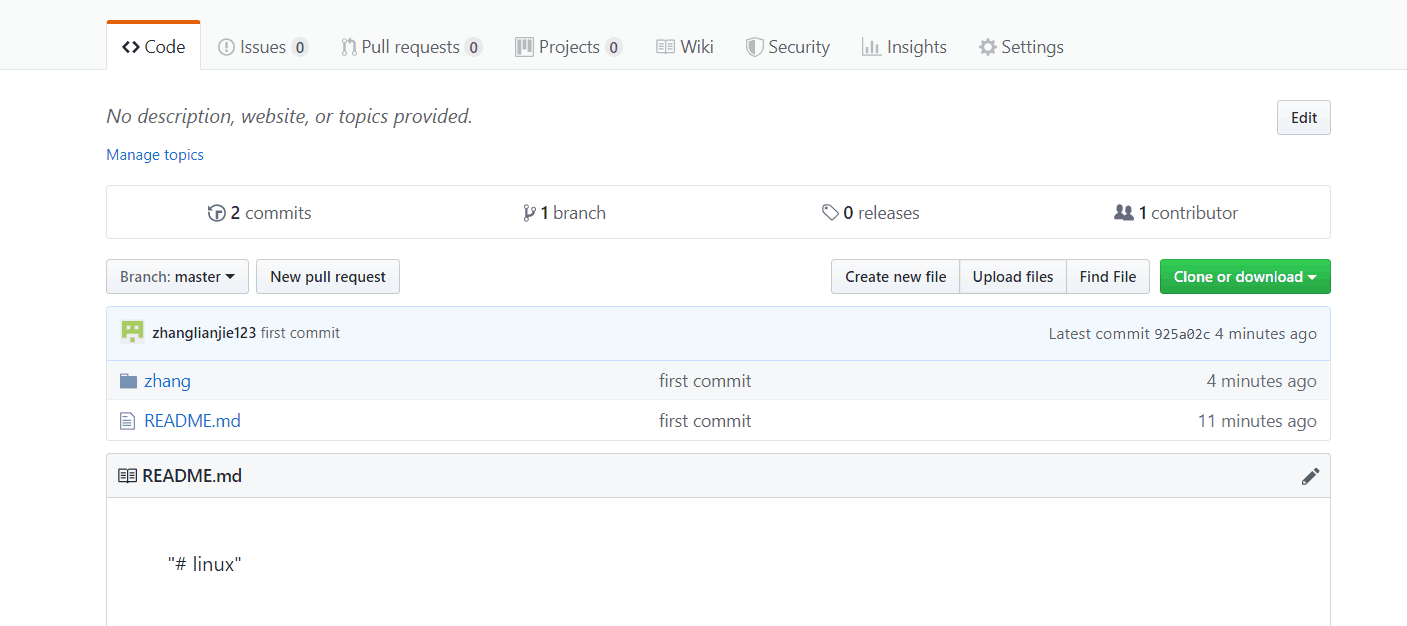 Code Issues 0 Pull requests 0 Projects 0 Wiki Security Insights Settings
No description, website, or topics provided. Edit
Manage topics
2 commits 1 branch 0 releases 1 contributor
Branch: master New pull request Create new file Upload files Find File Clone or download
zhanglianjie123 first commit Latest commit 925a02c 4 minutes ago
zhang first commit 4 minutes ago
README.md first commit 11 minutes ago
README.md
"# linux"